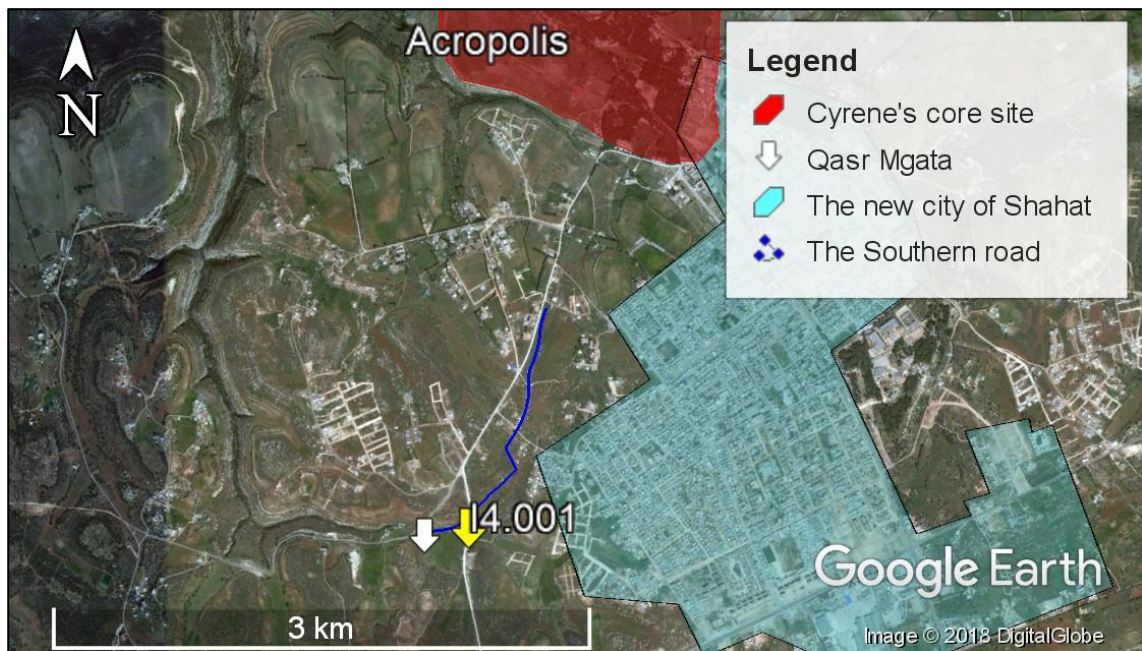 Acropolis
N
Legend
Cyrene's core site
Qasr Mgata
The new city of Shahat
The Southern road
I4.001
Google Earth
3 km
Image © 2018 DigitalGlobe